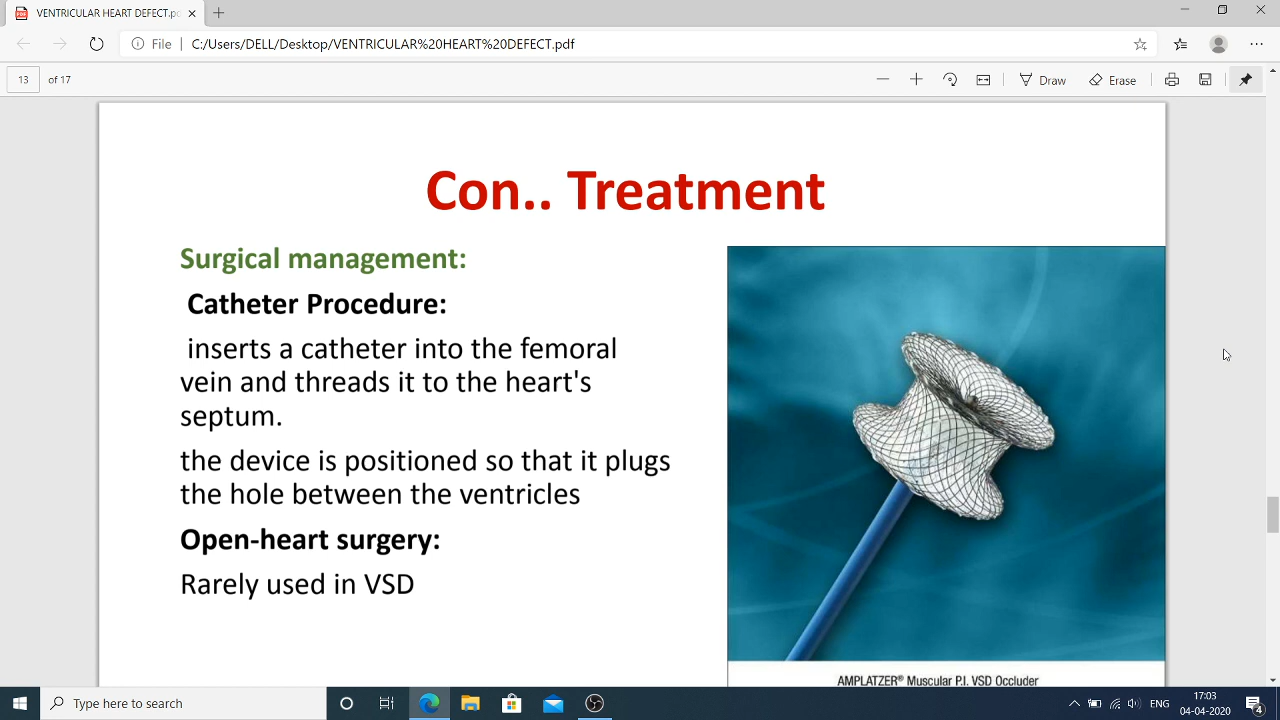 VENTRICULAR HEART DEFECT.pd
File C:/Users/DELL/Desktop/VENTRICULAR%20HEART%20DEFECT.pdf
13 of 17 Draw Erase
Con.. Treatment
Surgical management:
Catheter Procedure:
inserts a catheter into the femoral
vein and threads it to the heart's
septum.
the device is positioned so that it plugs
the hole between the ventricles
Open-heart surgery:
Rarely used in VSD
AMPLATZER® Muscular P.I. VSD Occluder
Type here to search
ENG
17:03
04-04-2020